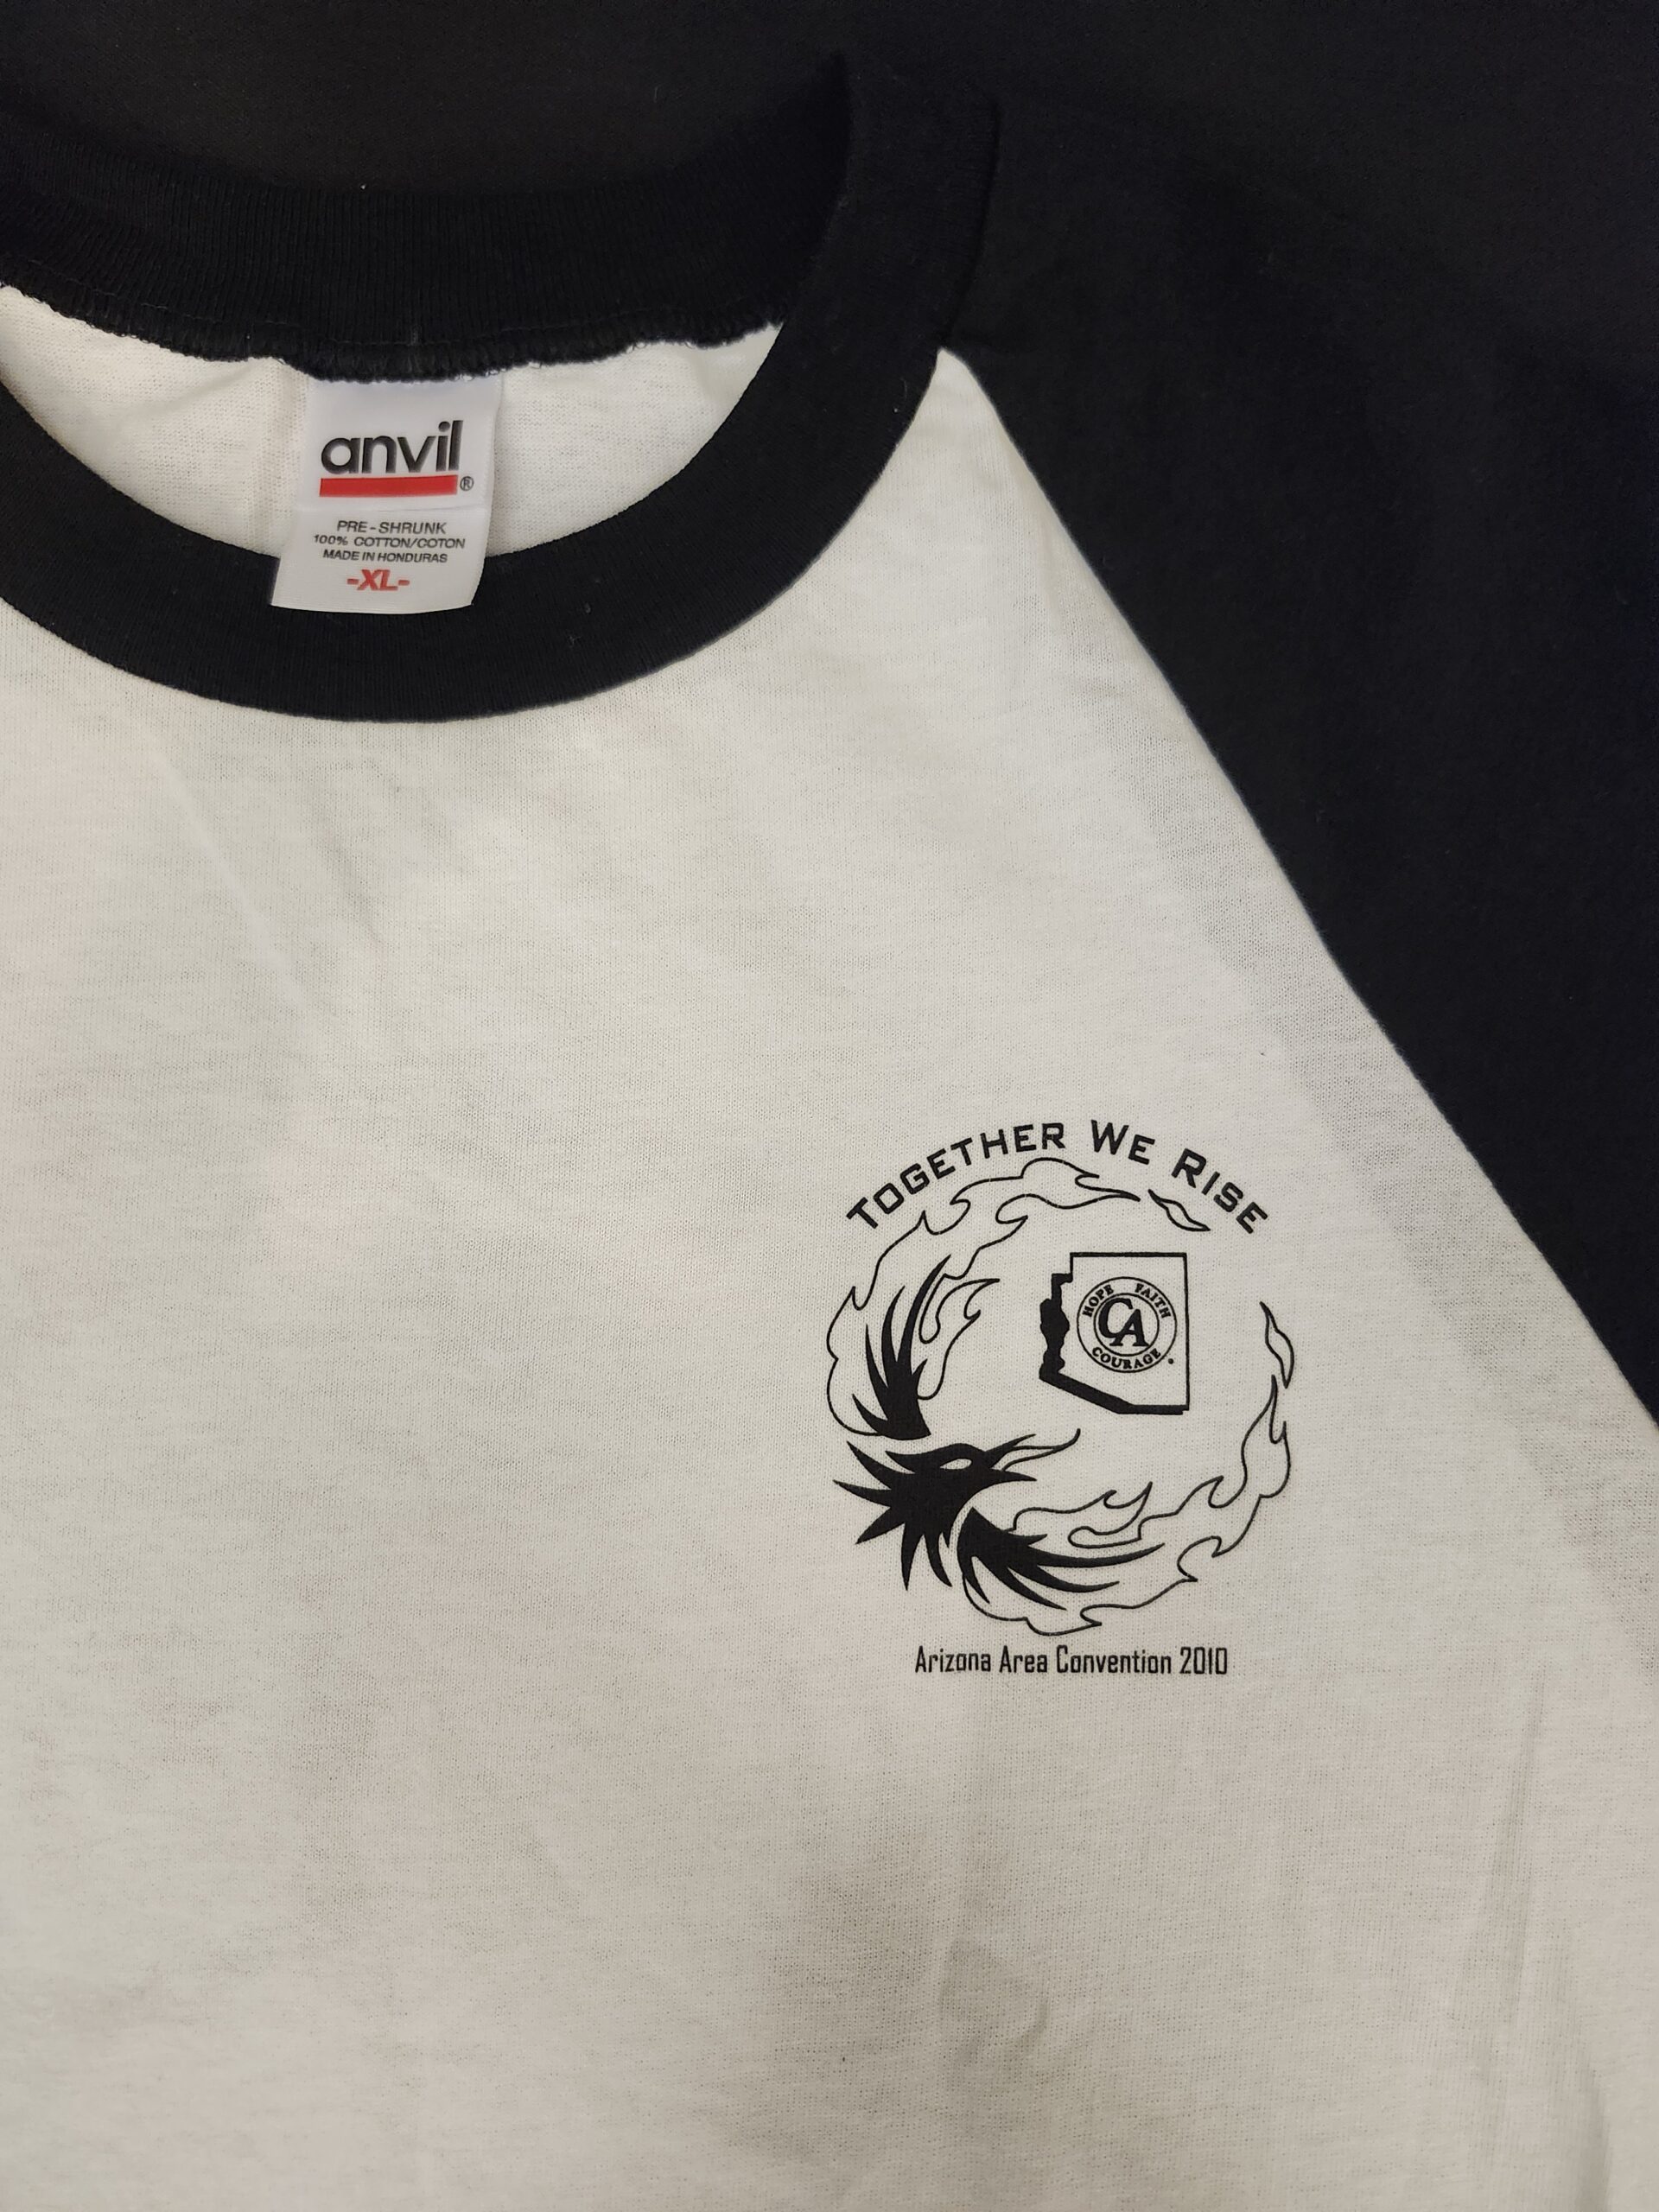 anvil®
PRE-SHRUNK
100% COTTON/COTON
MADE IN HONDURAS
-XL-
TOGETHER WE RISE
HOPE FAITH
CA
COURAGE
Arizona Area Convention 2010